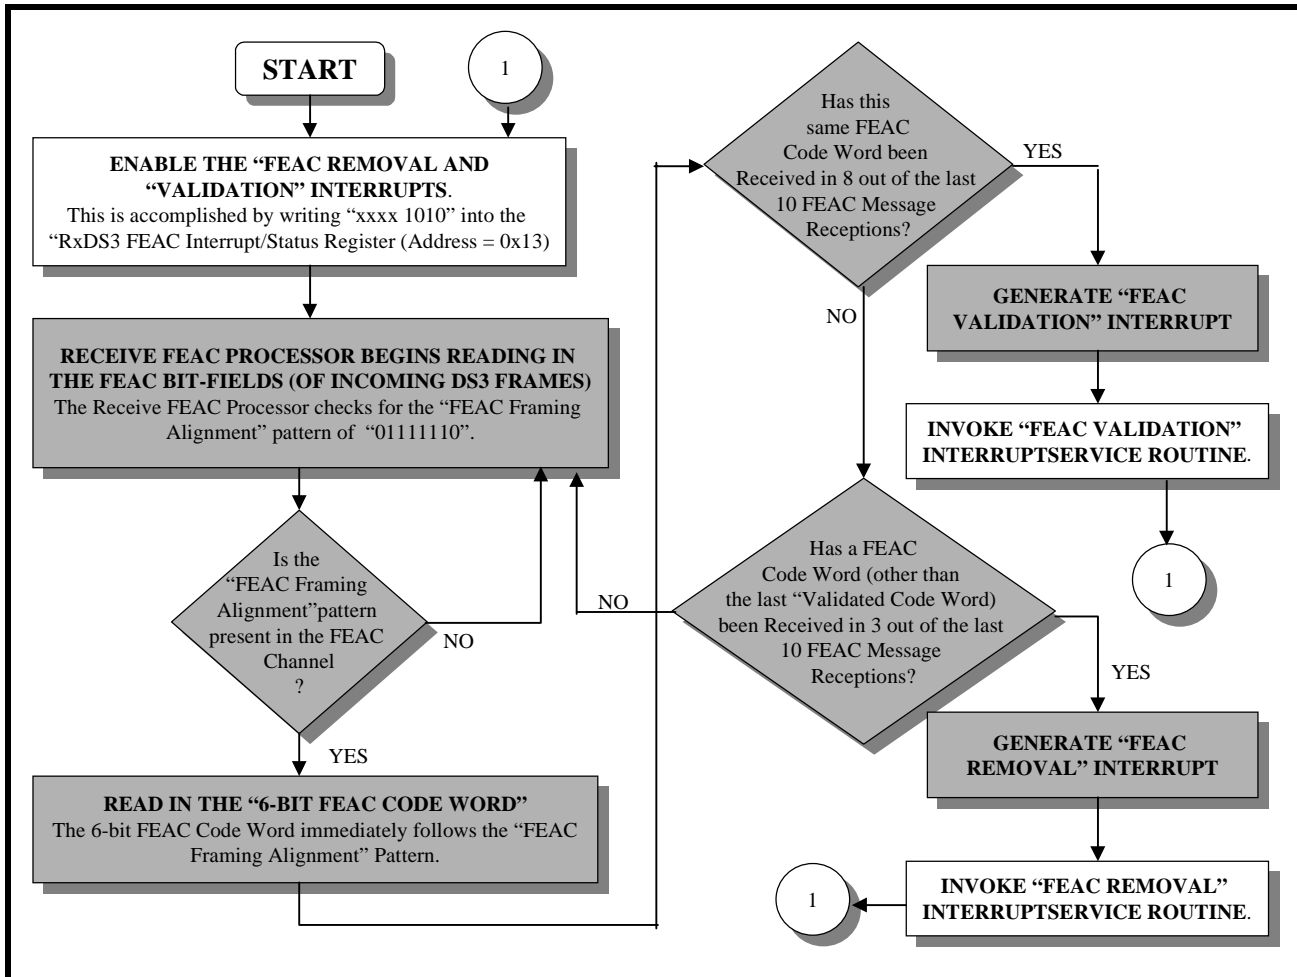 START
1
ENABLE THE “FEAC REMOVAL AND
“VALIDATION” INTERRUPTS.
This is accomplished by writing “xxxx 1010” into the
“RxDS3 FEAC Interrupt/Status Register (Address = 0x13)
RECEIVE FEAC PROCESSOR BEGINS READING IN
THE FEAC BIT-FIELDS (OF INCOMING DS3 FRAMES)
The Receive FEAC Processor checks for the “FEAC Framing
Alignment” pattern of “01111110”.
Is the
“FEAC Framing
Alignment”pattern
present in the FEAC
Channel
?
NO
YES
READ IN THE “6-BIT FEAC CODE WORD”
The 6-bit FEAC Code Word immediately follows the “FEAC
Framing Alignment” Pattern.
Has this
same FEAC
Code Word been
Received in 8 out of the last
10 FEAC Message
Receptions?
YES
NO
GENERATE “FEAC
VALIDATION” INTERRUPT
INVOKE “FEAC VALIDATION”
INTERRUPTSERVICE ROUTINE.
1
Has a FEAC
Code Word (other than
the last “Validated Code Word)
been Received in 3 out of the last
10 FEAC Message
Receptions?
NO
YES
GENERATE “FEAC
REMOVAL” INTERRUPT
INVOKE “FEAC REMOVAL”
INTERRUPTSERVICE ROUTINE.
1